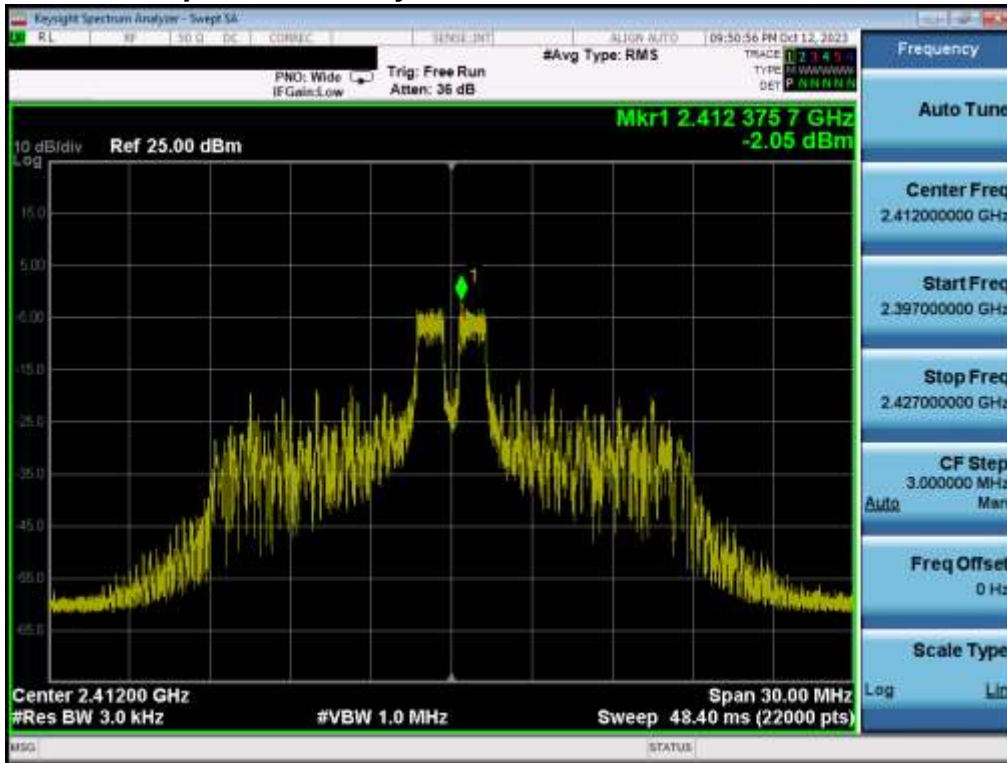 Keysight Spectrum Analyzer - Swept SA
RL RF 50 Ω DC CORREC SENSE:INT ALIGN AUTO 09:50:56 PM Oct 12, 2023
Frequency
#Avg Type: RMS
TRACE 1 2 3 4 5 6
PNO: Wide Trig: Free Run
TYPE M WWWWW
IFGain:Low Atten: 36 dB
DET P N N N N N
Auto Tune
Mkr1 2.412 375 7 GHz
-2.05 dBm
10 dB/div Ref 25.00 dBm
Log
15.0
5.00
-5.00
-15.0
-25.0
-35.0
-45.0
-55.0
-65.0
Center Freq
2.412000000 GHz
Start Freq
2.397000000 GHz
Stop Freq
2.427000000 GHz
CF Step
3.000000 MHz
Auto Man
Freq Offset
0 Hz
Scale Type
Log Lin
1
Center 2.41200 GHz Span 30.00 MHz
#Res BW 3.0 kHz #VBW 1.0 MHz Sweep 48.40 ms (22000 pts)
MSG STATUS